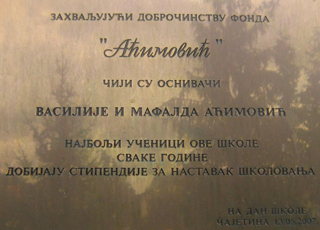 ЗАХВАЉУЈУЋИ ДОБРОЧИНСТВУ ФОНДА
"Аћимовић"
ЧИЈИ СУ ОСНИВАЧИ
ВАСИЛИЈЕ И МАФАЛДА АЋИМОВИЋ
НАЈБОЉИ УЧЕНИЦИ ОВЕ ШКОЛЕ
СВАКЕ ГОДИНЕ
ДОБИЈАЈУ СТИПЕНДИЈЕ ЗА НАСТАВАК ШКОЛОВАЊА
НА ДАН ШКОЛЕ
ЧАЈЕТИНА